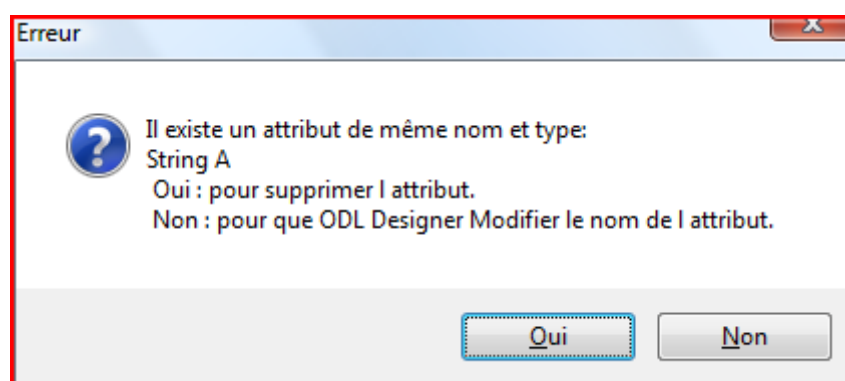 Erreur
x
Il existe un attribut de même nom et type:
String A
Oui : pour supprimer l attribut.
Non : pour que ODL Designer Modifier le nom de l attribut.
Oui
Non